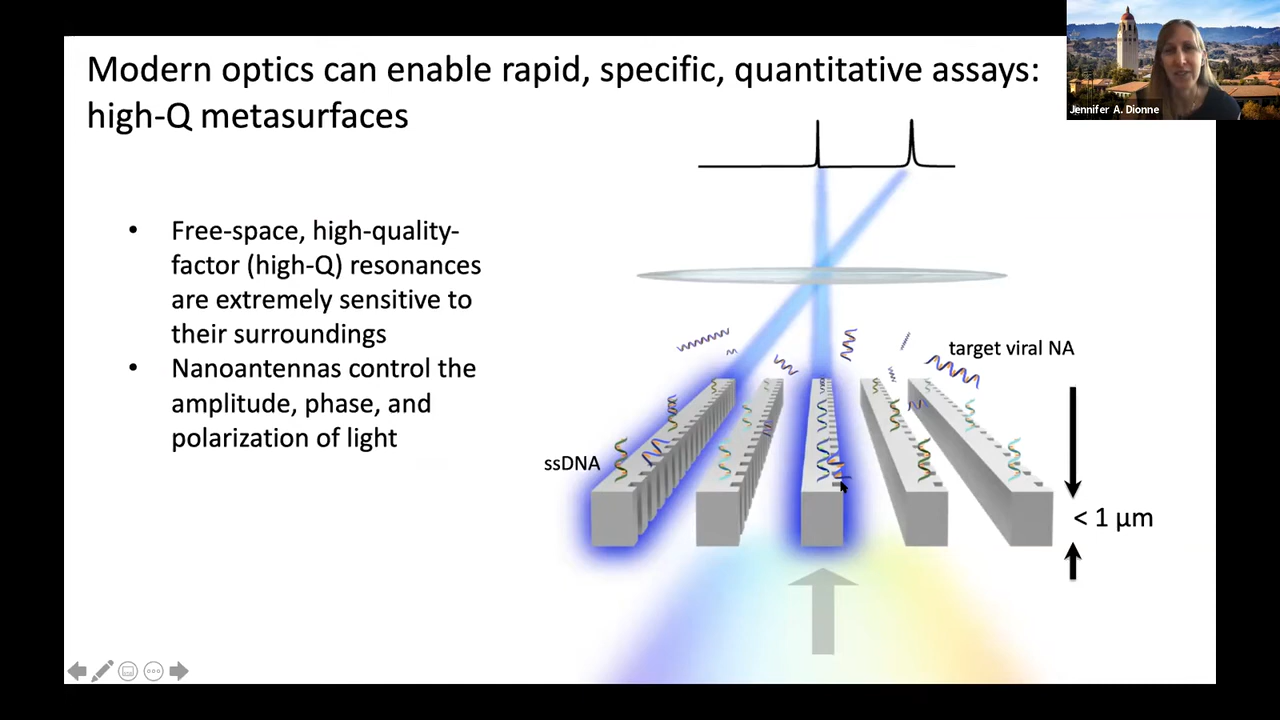 Modern optics can enable rapid, specific, quantitative assays:
high-Q metasurfaces
Jennifer A. Dionne
• Free-space, high-quality-
factor (high-Q) resonances
are extremely sensitive to
their surroundings
• Nanoantennas control the
amplitude, phase, and
polarization of light
target viral NA
ssDNA
< 1 μm